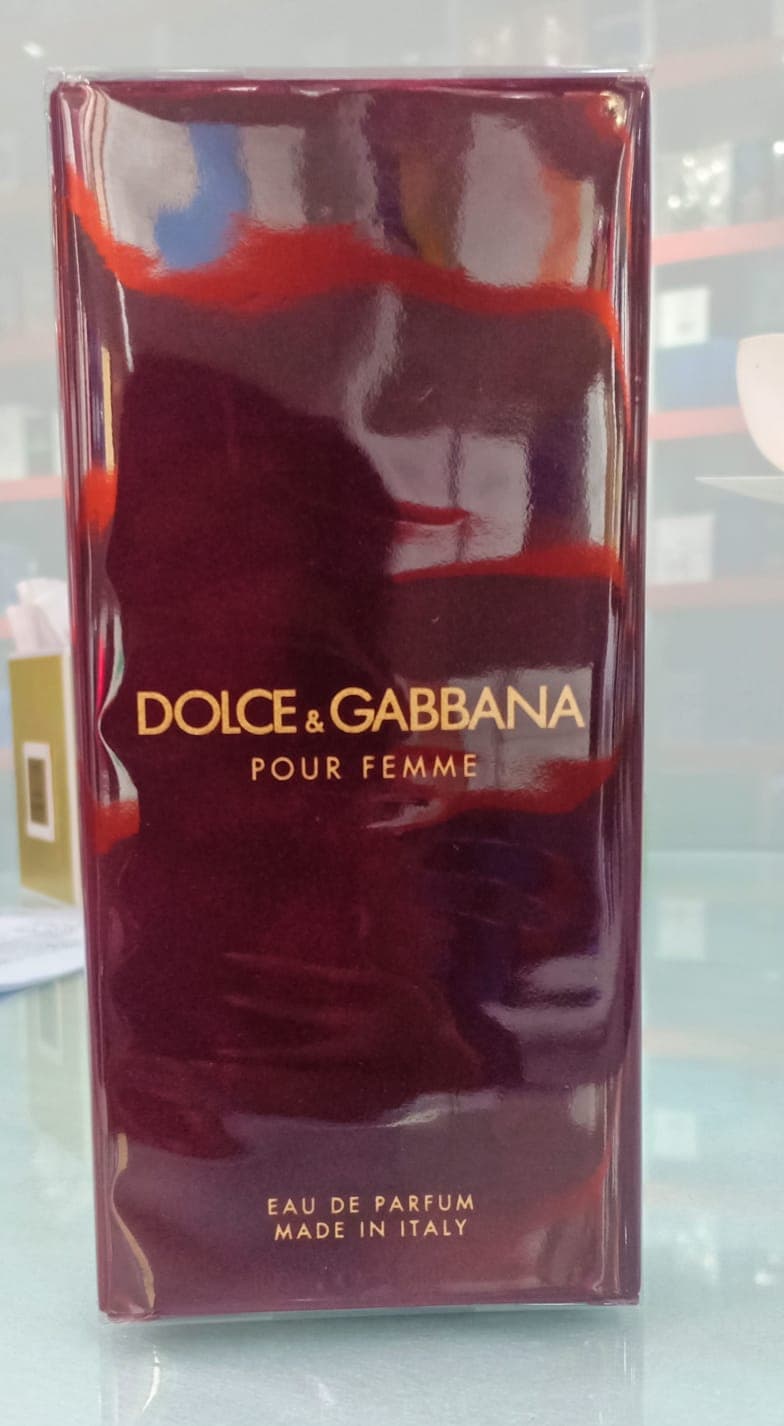 DOLCE & GABBANA
POUR FEMME
EAU DE PARFUM
MADE IN ITALY